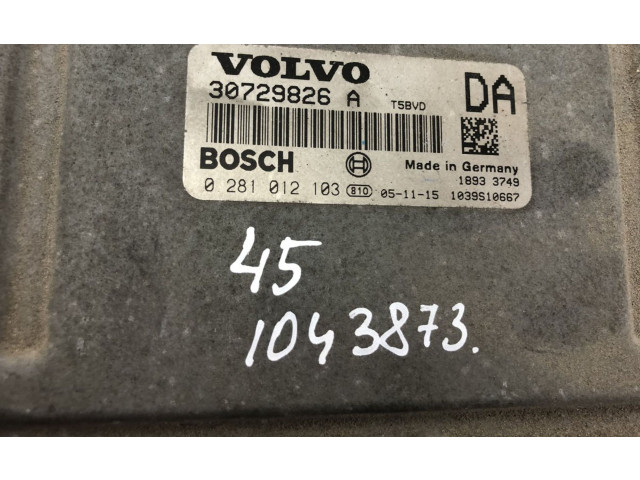 VOLVO
30729826 A T5BVD DA
BOSCH Made in Germany
1893 3749
0 281 012 103 810 05-11-15 1039S10667
45
1043873.